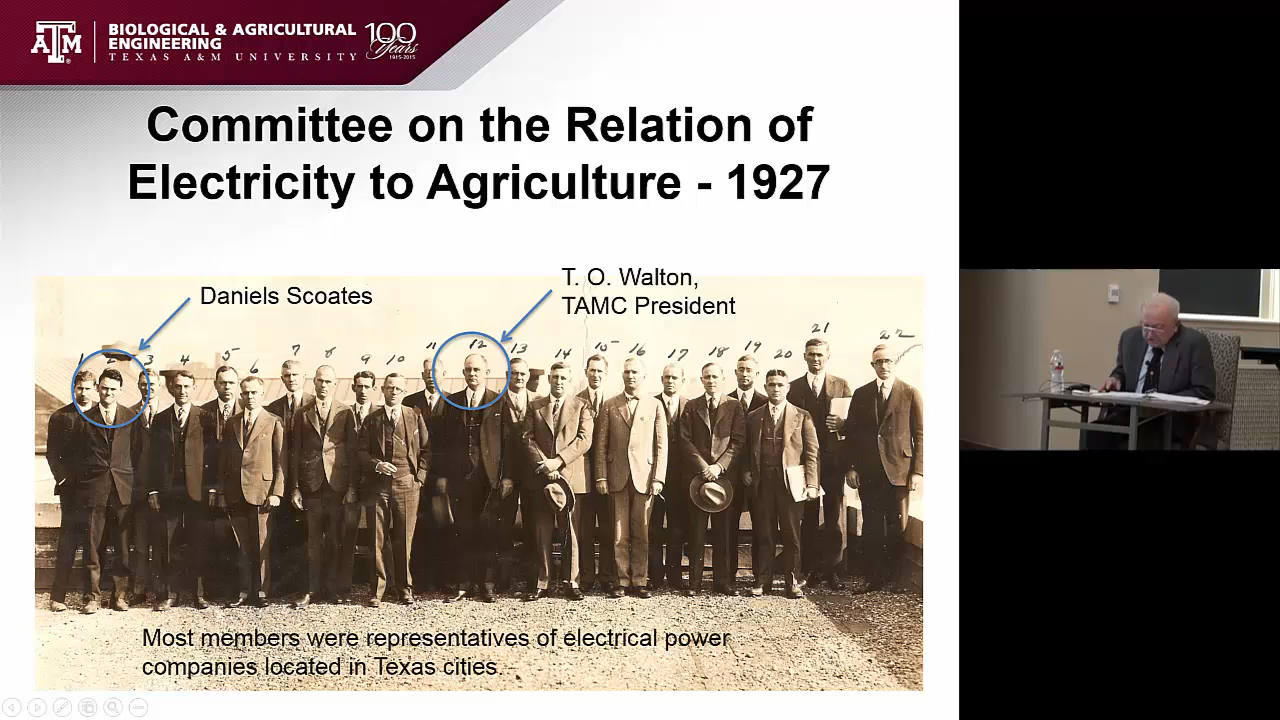 BIOLOGICAL & AGRICULTURAL
ENGINEERING
TEXAS A&M UNIVERSITY
100
Years
1915-2015
Committee on the Relation of
Electricity to Agriculture - 1927
Daniels Scoates
T. O. Walton,
TAMC President
1 2 3 4 5 6 7 8 9 10 11 12 13 14 15 16 17 18 19 20 21 22
Most members were representatives of electrical power
companies located in Texas cities.